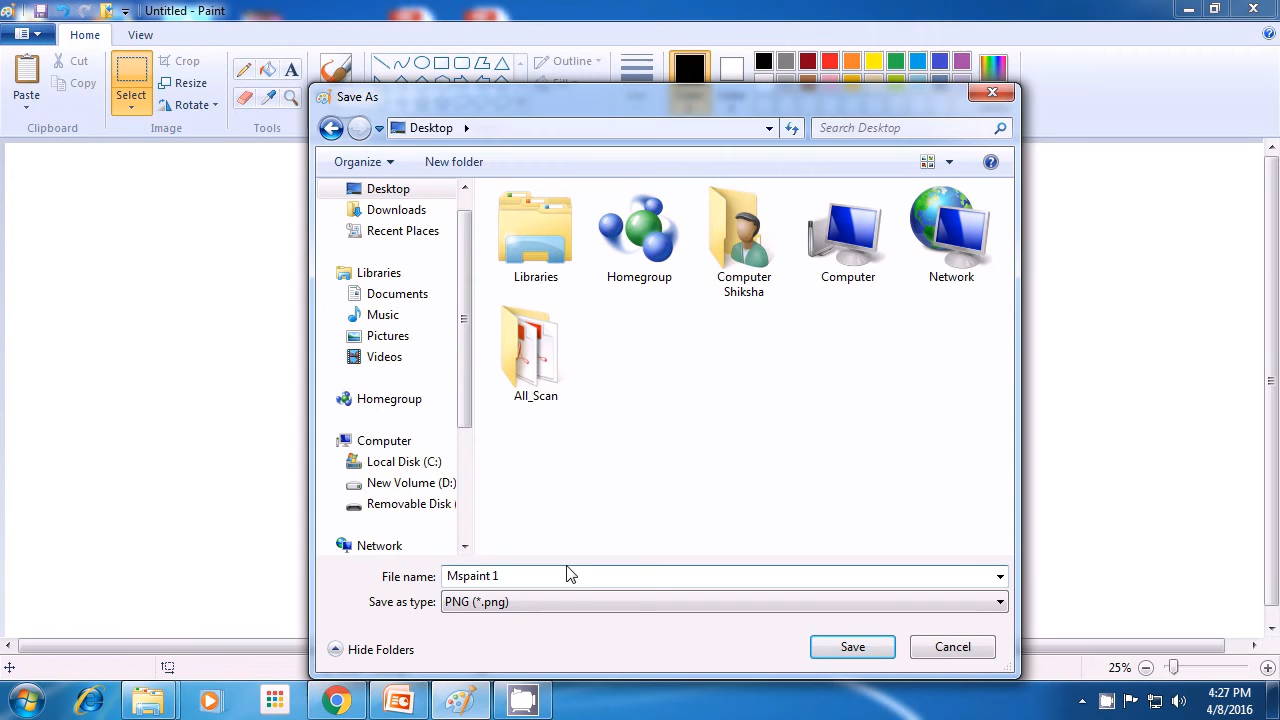 Untitled - Paint
Home
View
Paste
Cut
Copy
Clipboard
Select
Crop
Resize
Rotate
Image
A
Tools
Outline
Save As
Desktop
Search Desktop
Organize
New folder
Desktop
Downloads
Recent Places
Libraries
Documents
Music
Pictures
Videos
Homegroup
Computer
Local Disk (C:)
New Volume (D:)
Removable Disk (
Network
Libraries
Homegroup
Computer
Shiksha
Computer
Network
All_Scan
File name: Mspaint 1
Save as type: PNG (*.png)
Hide Folders
Save
Cancel
25%
4:27 PM
4/8/2016